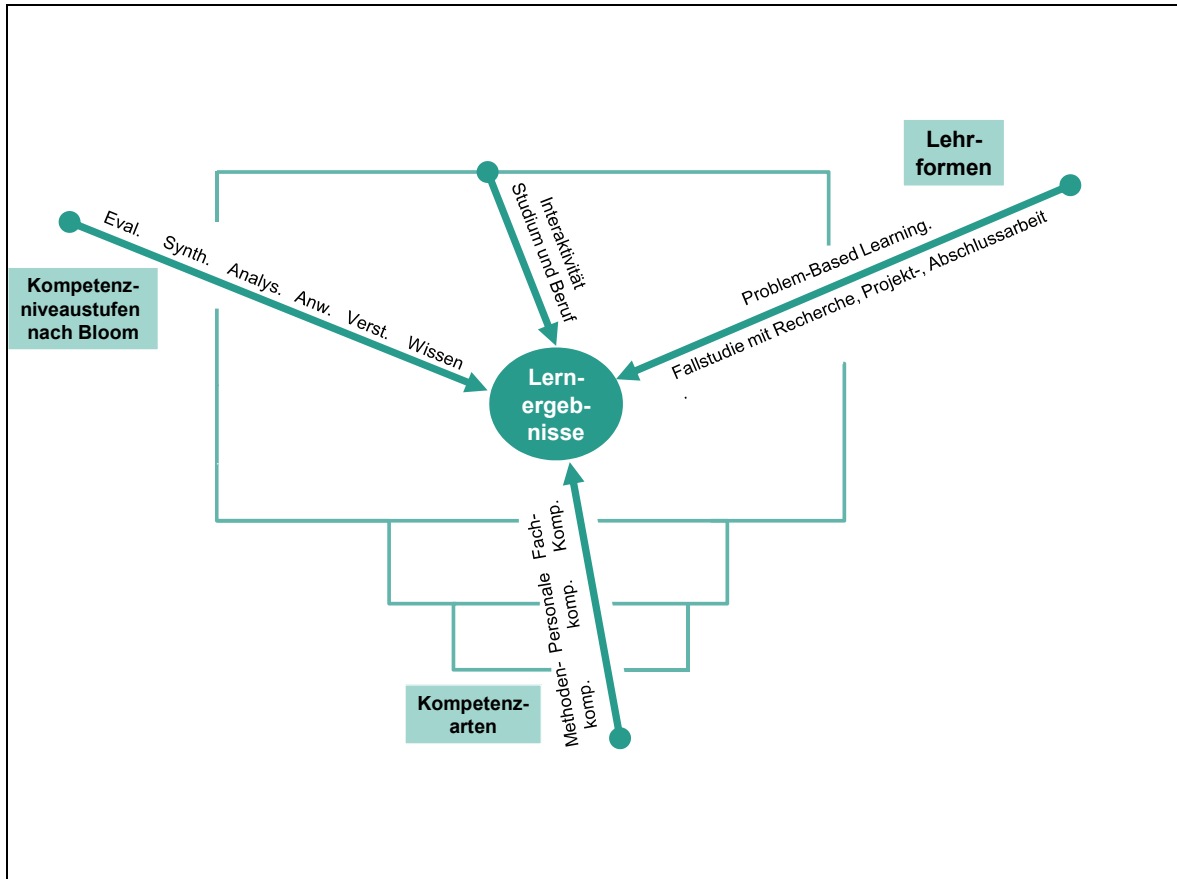 Lehr-
formen
Interaktivität
Studium und Beruf
Problem-Based Learning.
Fallstudie mit Recherche, Projekt-, Abschlussarbeit
.
Eval. Synth. Analys. Anw. Verst. Wissen
Kompetenz-
niveaustufen
nach Bloom
Lern-
ergeb-
nisse
Methoden- Personale Fach-
komp. komp. Komp.
Kompetenz-
arten